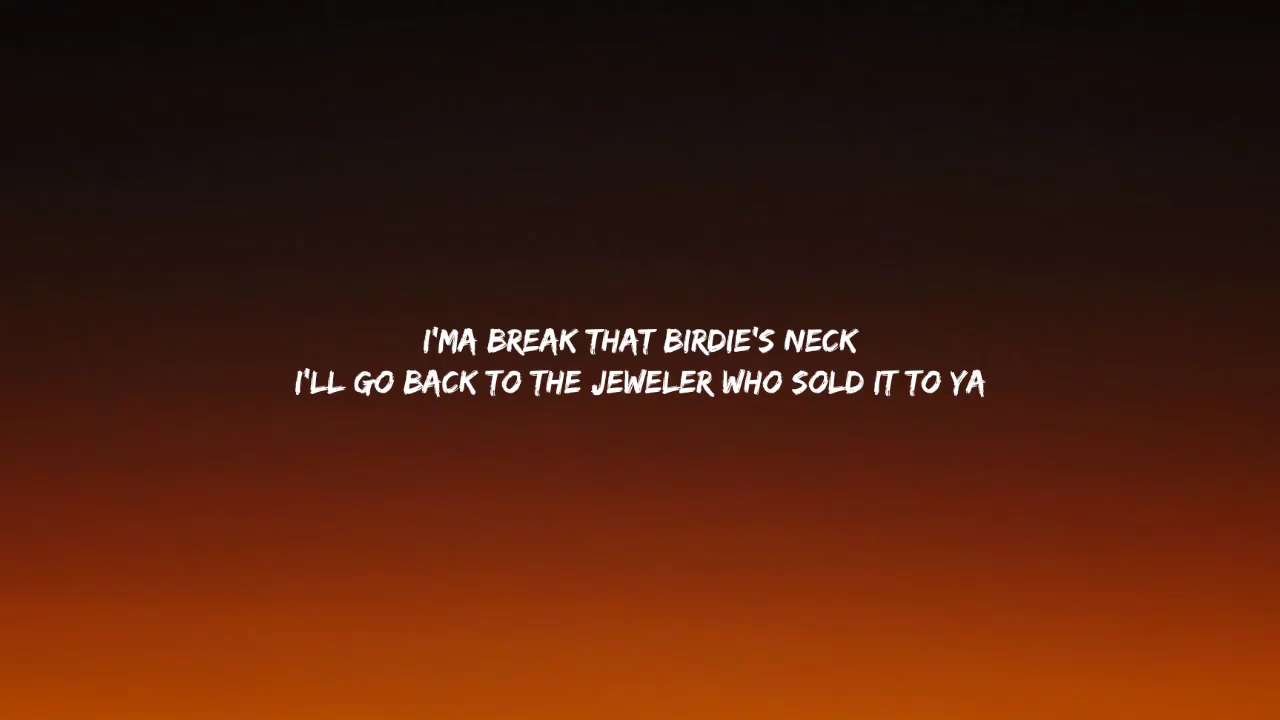 I'MA BREAK THAT BIRDIE'S NECK
I'LL GO BACK TO THE JEWELER WHO SOLD IT TO YA